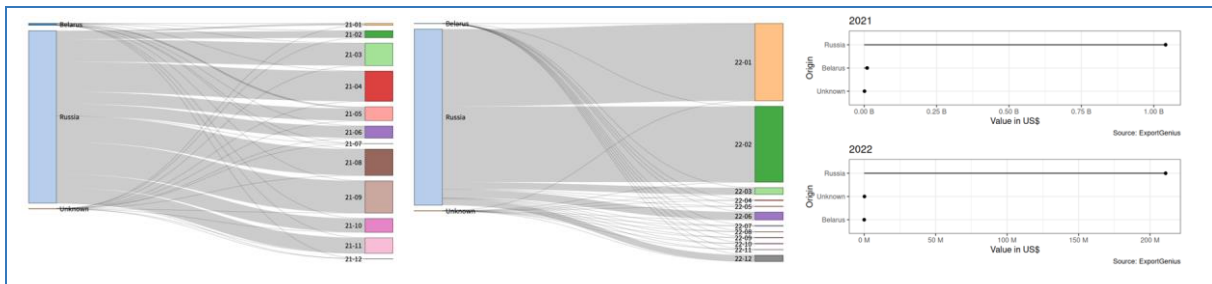 Belarus
Russia
Unknown
21-01
21-02
21-03
21-04
21-05
21-06
21-07
21-08
21-09
21-10
21-11
21-12
Belarus
Russia
Unknown
22-01
22-02
22-03
22-04
22-05
22-06
22-07
22-08
22-09
22-10
22-11
22-12
2021
Origin
Russia
Belarus
Unknown
0.00 B 0.25 B 0.50 B 0.75 B 1.00 B
Value in US$
Source: ExportGenius
2022
Origin
Russia
Unknown
Belarus
0 M 50 M 100 M 150 M 200 M
Value in US$
Source: ExportGenius